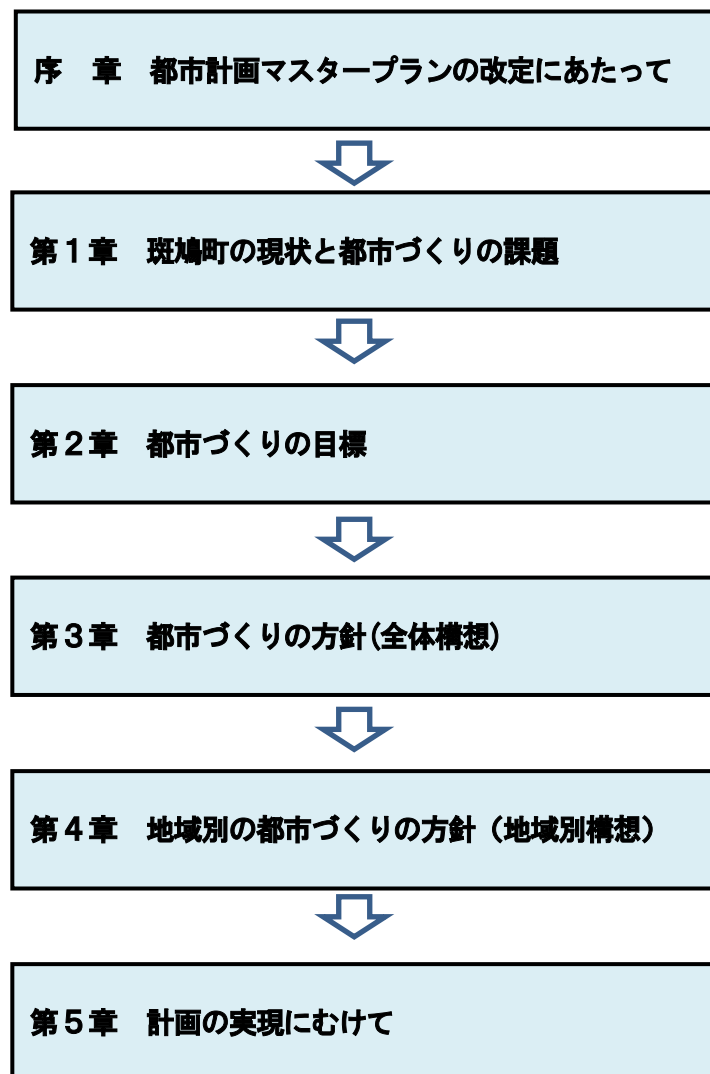 序　章　都市計画マスタープランの改定にあたって
第１章　斑鳩町の現状と都市づくりの課題
第２章　都市づくりの目標
第３章　都市づくりの方針(全体構想)
第４章　地域別の都市づくりの方針（地域別構想）
第５章　計画の実現にむけて